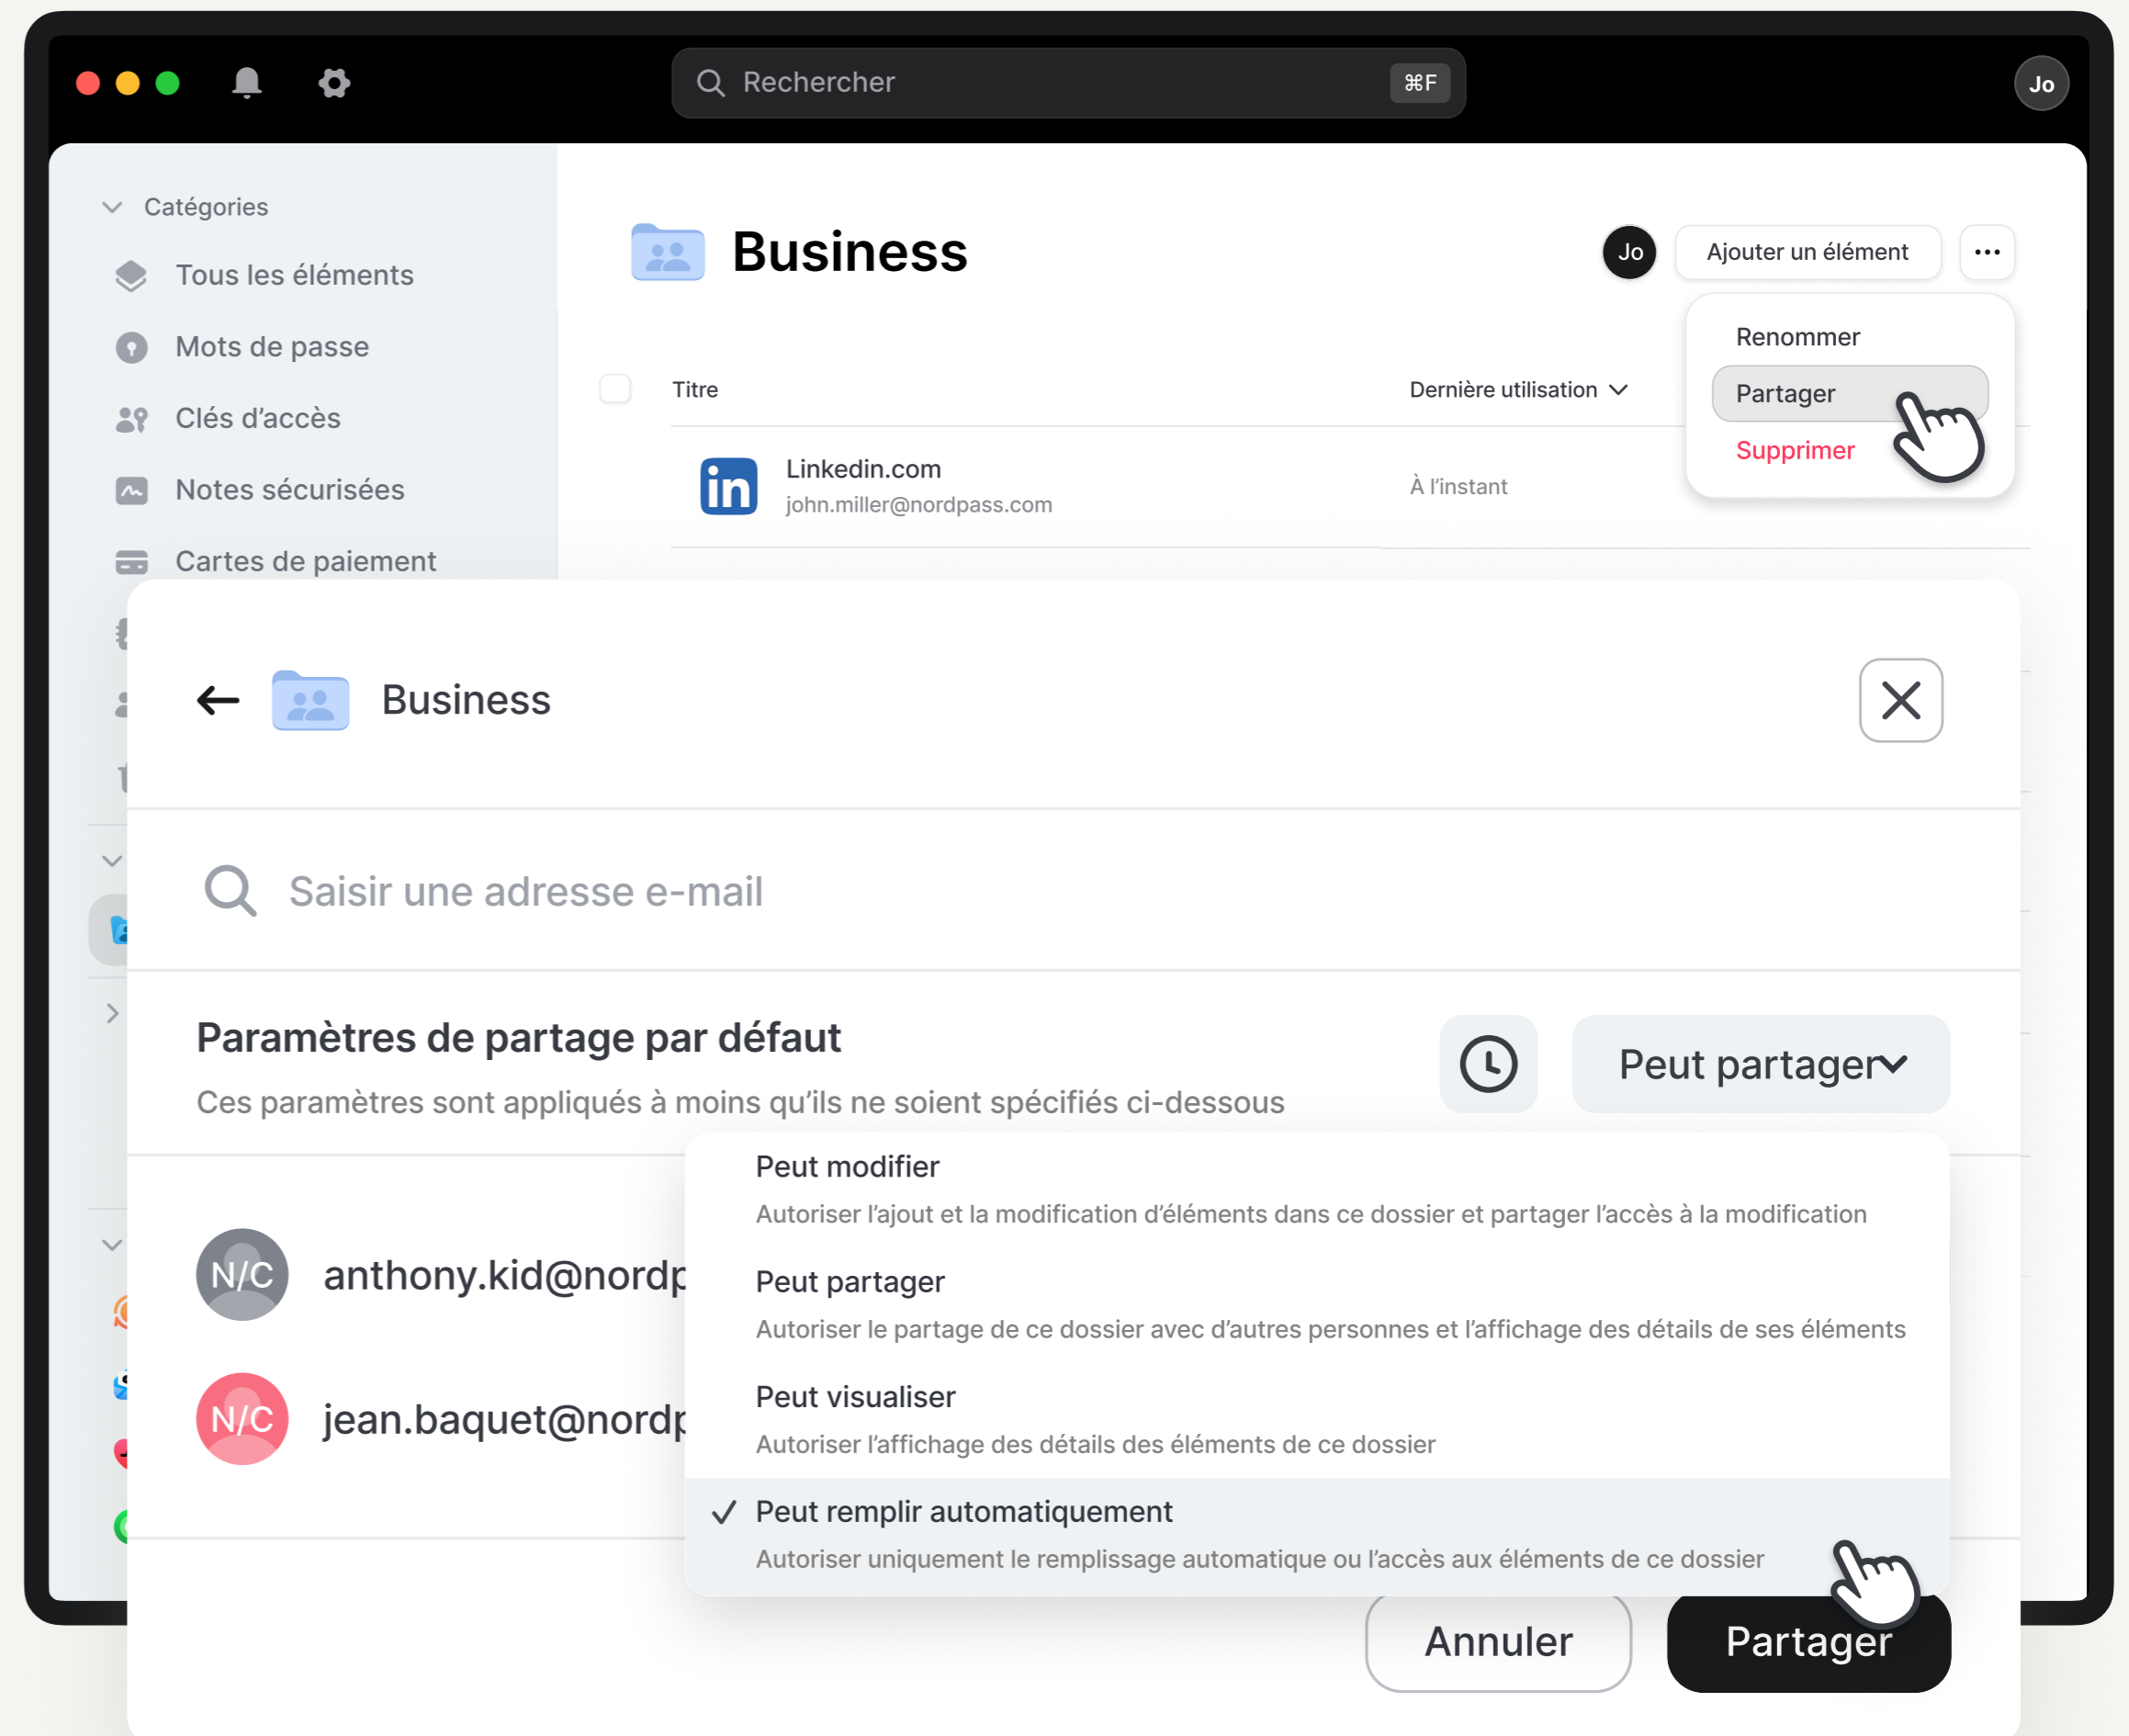 Rechercher
⌘F
Jo
Catégories
Tous les éléments
Mots de passe
Clés d’accès
Notes sécurisées
Cartes de paiement
Business
Jo
Ajouter un élément
Renommer
Partager
Supprimer
Titre
Dernière utilisation
in
Linkedin.com
john.miller@nordpass.com
À l’instant
Business
Saisir une adresse e-mail
Paramètres de partage par défaut
Ces paramètres sont appliqués à moins qu’ils ne soient spécifiés ci-dessous
Peut partager
N/C
anthony.kid@nordp
N/C
jean.baquet@nordp
Peut modifier
Autoriser l’ajout et la modification d’éléments dans ce dossier et partager l’accès à la modification
Peut partager
Autoriser le partage de ce dossier avec d’autres personnes et l’affichage des détails de ses éléments
Peut visualiser
Autoriser l’affichage des détails des éléments de ce dossier
Peut remplir automatiquement
Autoriser uniquement le remplissage automatique ou l’accès aux éléments de ce dossier
Annuler
Partager